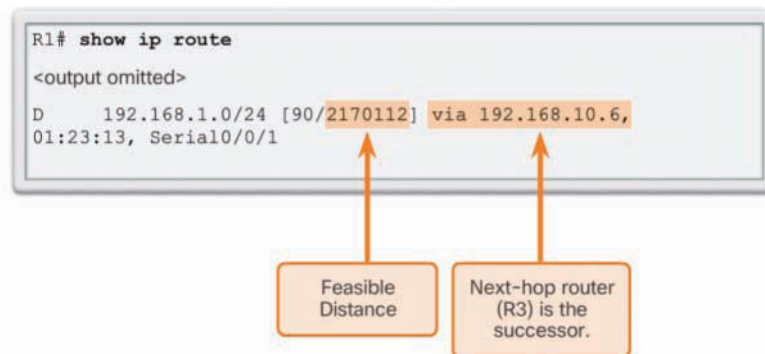 R1# show ip route
<output omitted>
D 192.168.1.0/24 [90/2170112] via 192.168.10.6,
01:23:13, Serial0/0/1
Feasible
Distance
Next-hop router
(R3) is the
successor.